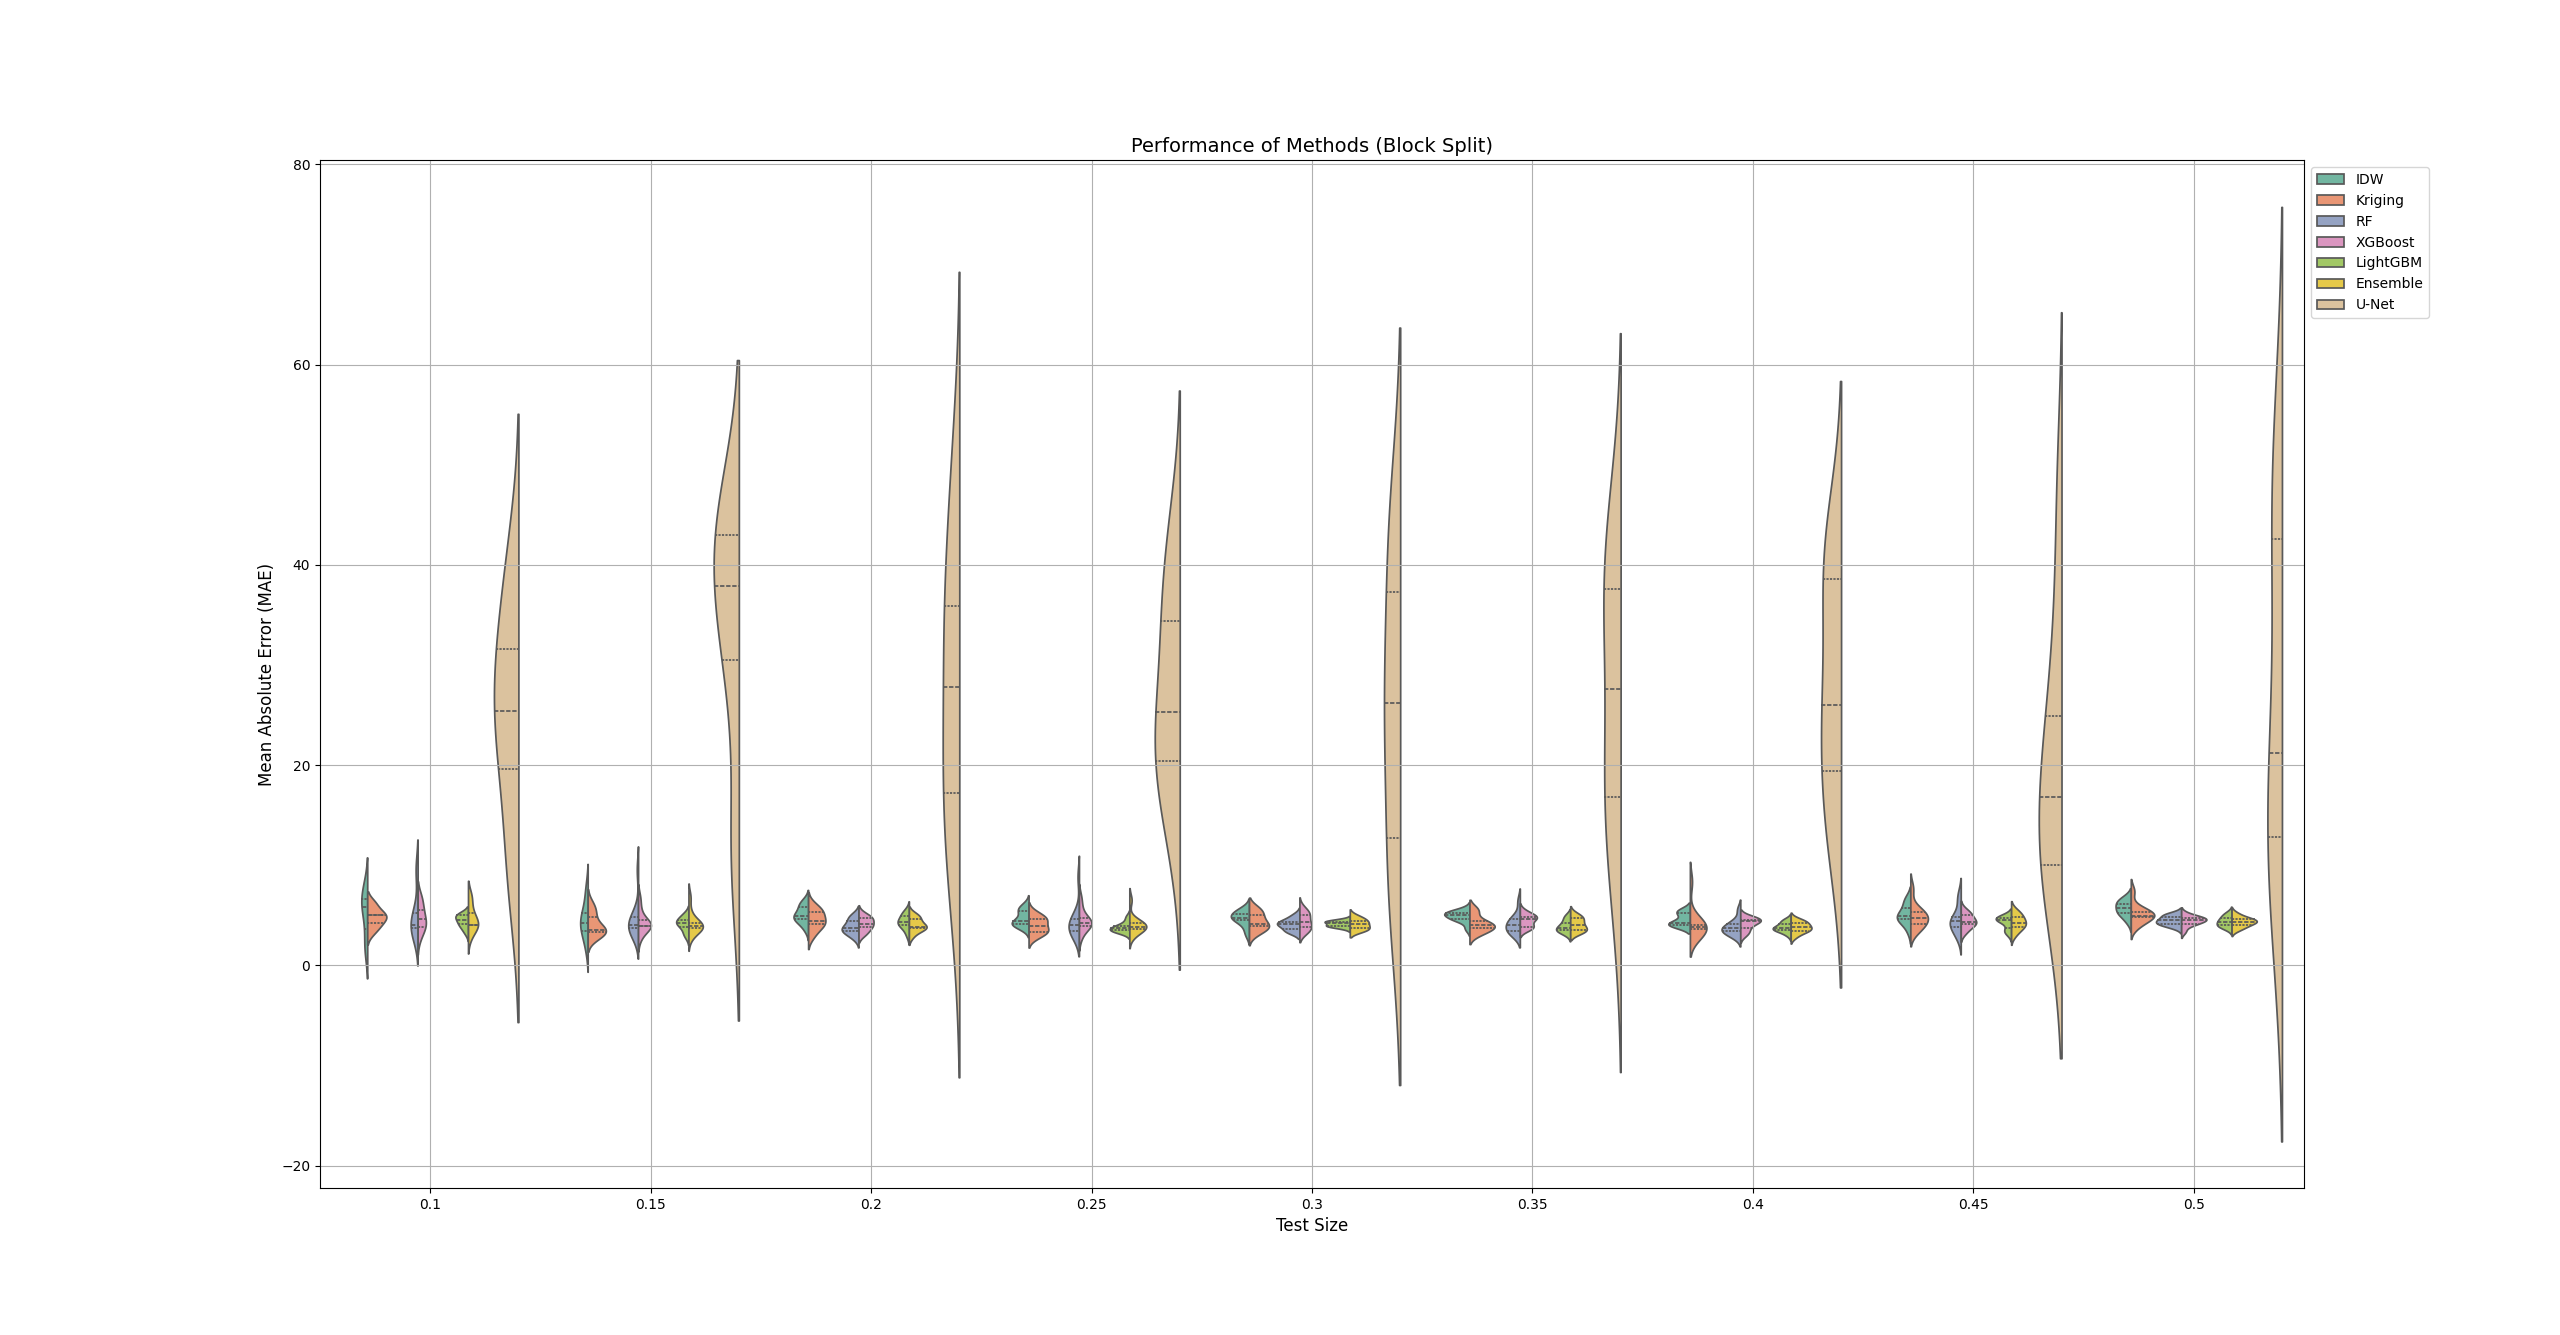 Performance of Methods (Block Split)
80
60
40
20
0
−20
Mean Absolute Error (MAE)
0.1
0.15
0.2
0.25
0.3
0.35
0.4
0.45
0.5
Test Size
IDW
Kriging
RF
XGBoost
LightGBM
Ensemble
U-Net